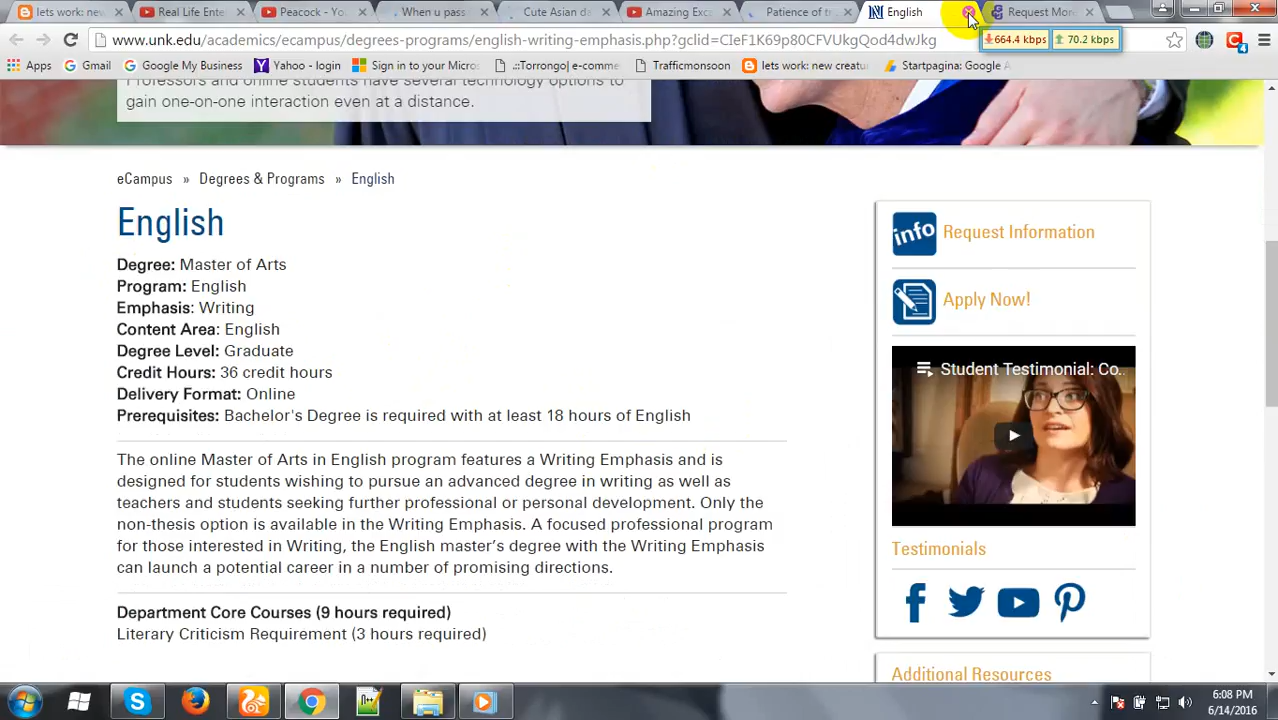 lets work: new
Real Life Ente
Peacock - You
When u pass
Cute Asian da
Amazing Exce
Patience of tr
English
Request More
www.unk.edu/academics/ecampus/degrees-programs/english-writing-emphasis.php?gclid=CIeF1K69p80CFVUkgQod4dwJkg
664.4 kbps
70.2 kbps
4
Apps
Gmail
Google My Business
Yahoo - login
Sign in to your Micros
.::Torrongo| e-comme
Trafficmonsoon
lets work: new creatu
Startpagina: Google A
Professors and online students have several technology options to
gain one-on-one interaction even at a distance.
eCampus » Degrees & Programs » English
English
Degree: Master of Arts
Program: English
Emphasis: Writing
Content Area: English
Degree Level: Graduate
Credit Hours: 36 credit hours
Delivery Format: Online
Prerequisites: Bachelor's Degree is required with at least 18 hours of English
The online Master of Arts in English program features a Writing Emphasis and is
designed for students wishing to pursue an advanced degree in writing as well as
teachers and students seeking further professional or personal development. Only the
non-thesis option is available in the Writing Emphasis. A focused professional program
for those interested in Writing, the English master's degree with the Writing Emphasis
can launch a potential career in a number of promising directions.
Department Core Courses (9 hours required)
Literary Criticism Requirement (3 hours required)
info
Request Information
Apply Now!
Student Testimonial: Co...
Testimonials
Additional Resources
6:08 PM
6/14/2016